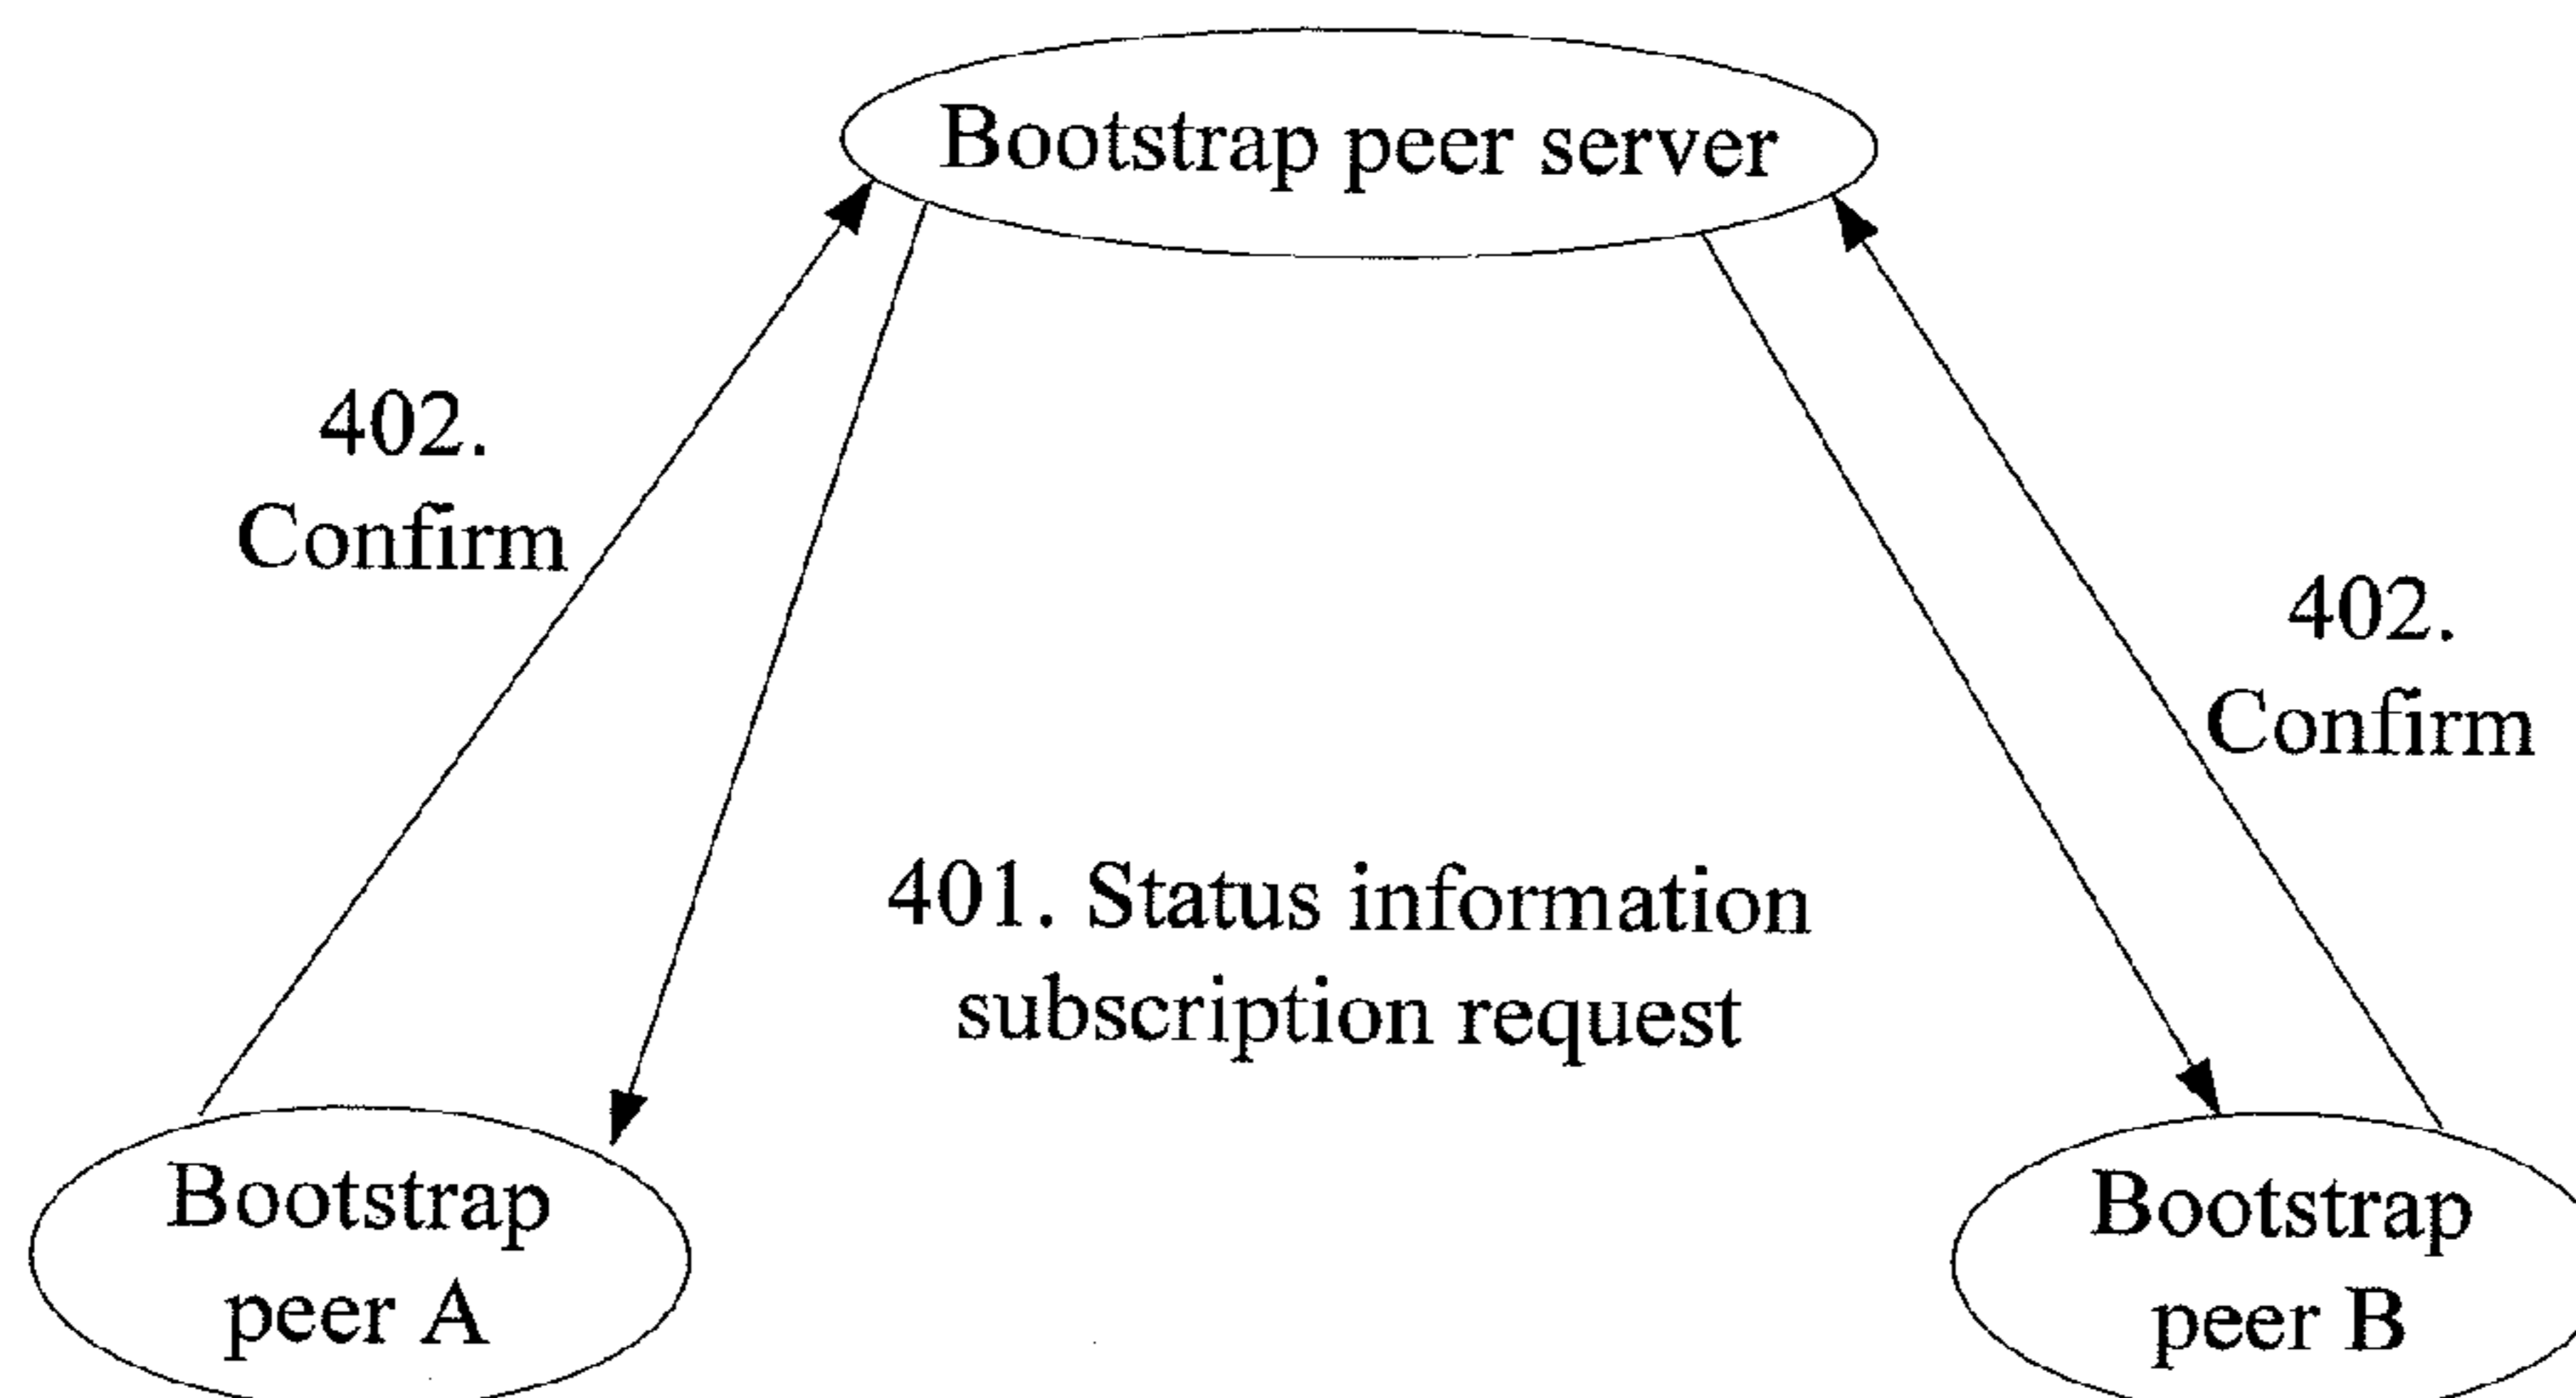 Bootstrap peer server
402.
Confirm
402.
Confirm
401. Status information
subscription request
Bootstrap
peer A
Bootstrap
peer B